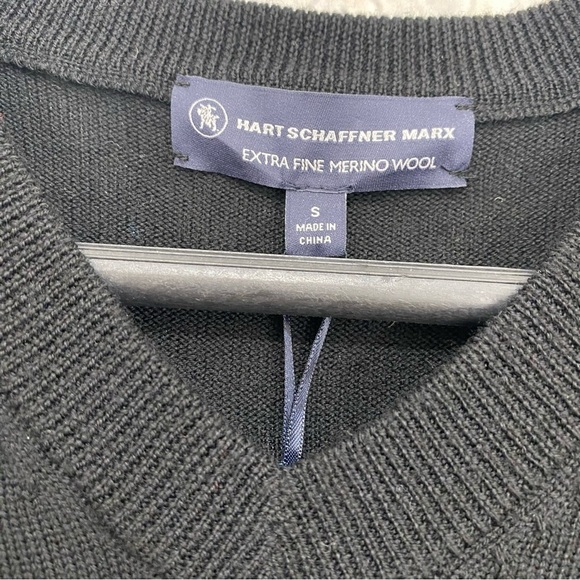 HART SCHAFFNER MARX
EXTRA FINE MERINO WOOL
S
MADE IN
CHINA